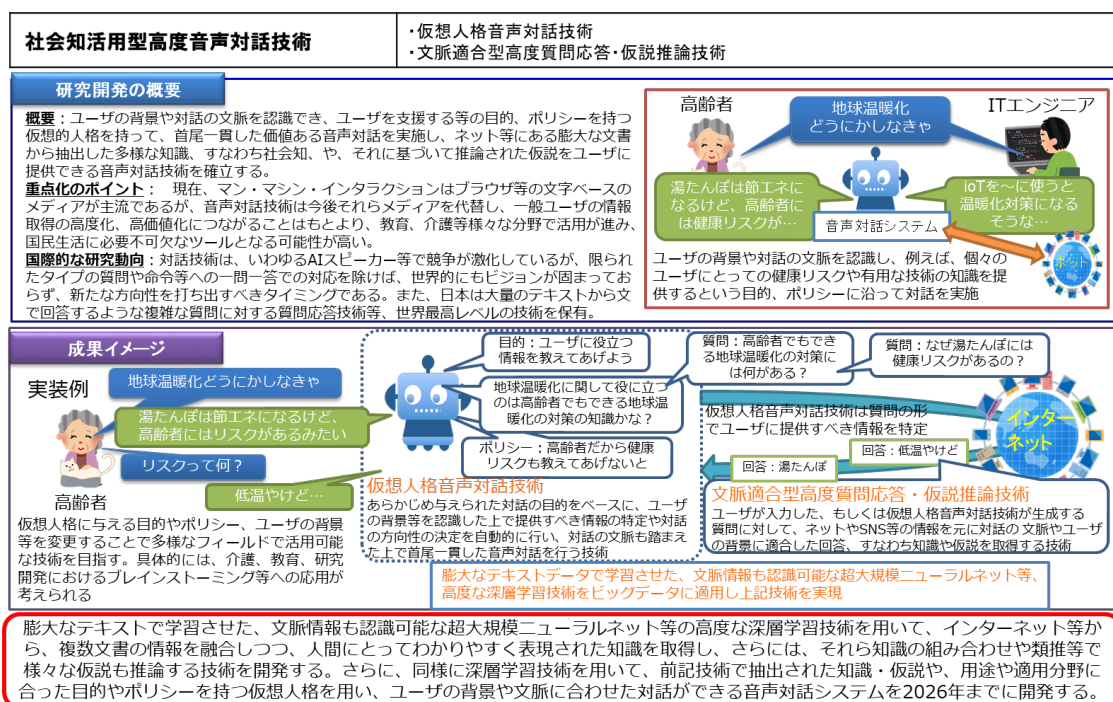 社会知活用型高度音声対話技術
・仮想人格音声対話技術
・文脈適合型高度質問応答・仮説推論技術
研究開発の概要
概要：ユーザの背景や対話の文脈を認識でき、ユーザを支援する等の目的、ポリシーを持つ
仮想的人格を持って、首尾一貫した価値ある音声対話を実施し、ネット等にある膨大な文書
から抽出した多様な知識、すなわち社会知、や、それに基づいて推論された仮説をユーザに
提供できる音声対話技術を確立する。
重点化のポイント： 現在、マン・マシン・インタラクションはブラウザ等の文字ベースの
メディアが主流であるが、音声対話技術は今後それらメディアを代替し、一般ユーザの情報
取得の高度化、高価値化につながることはもとより、教育、介護等様々な分野で活用が進み、
国民生活に必要不可欠なツールとなる可能性が高い。
国際的な研究動向：対話技術は、いわゆるAIスピーカー等で競争が激化しているが、限られ
たタイプの質問や命令等への一問一答での対応を除けば、世界的にもビジョンが固まってお
らず、新たな方向性を打ち出すべきタイミングである。また、日本は大量のテキストから文
で回答するような複雑な質問に対する質問応答技術等、世界最高レベルの技術を保有。
高齢者
地球温暖化
どうにかしなきゃ
ITエンジニア
湯たんぽは節エネに
なるけど、高齢者に
は健康リスクが…
音声対話システム
ioTを～に使うと
温暖化対策になる
そうな…
ネット
ユーザの背景や対話の文脈を認識し、例えば、個々の
ユーザにとっての健康リスクや有用な技術の知識を提
供するという目的、ポリシーに沿って対話を実施
成果イメージ
実装例
地球温暖化どうにかしなきゃ
湯たんぽは節エネになるけど、
高齢者にはリスクがあるみたい
リスクって何？
低温やけど…
高齢者
仮想人格に与える目的やポリシー、ユーザの背景
等を変更することで多様なフィールドで活用可能
な技術を目指す。具体的には、介護、教育、研究
開発におけるブレインストーミング等への応用が
考えられる
目的：ユーザに役立つ
情報を教えてあげよう
地球温暖化に関して役に立つ
のは高齢者でもできる地球温
暖化の対策の知識かな？
ポリシー：高齢者だから健康
リスクも教えてあげないと
仮想人格音声対話技術
あらかじめ与えられた対話の目的をベースに、ユーザ
の背景等を認識した上で提供すべき情報の特定や対話
の方向性の決定を自動的に行い、対話の文脈も踏まえ
た上で首尾一貫した音声対話を行う技術
質問：高齢者でもでき
る地球温暖化の対策に
は何がある？
質問：なぜ湯たんぽには
健康リスクがあるの？
仮想人格音声対話技術は質問の形
でユーザに提供すべき情報を特定
インター
ネット
回答：低温やけど
回答：湯たんぽ
文脈適合型高度質問応答・仮説推論技術
ユーザが入力した、もしくは仮想人格音声対話技術が生成する
質問に対して、ネットやSNS等の情報を元に対話の 文脈やユーザ
の背景に適合した回答、すなわち知識や仮説を取得する技術
膨大なテキストデータで学習させた、文脈情報も認識可能な超大規模ニューラルネット等、
高度な深層学習技術をビッグデータに適用し上記技術を実現
膨大なテキストで学習させた、文脈情報も認識可能な超大規模ニューラルネット等の高度な深層学習技術を用いて、インターネット等か
ら、複数文書の情報を融合しつつ、人間にとってわかりやすく表現された知識を取得し、さらには、それら知識の組み合わせや類推等で
様々な仮説も推論する技術を開発する。さらに、同様に深層学習技術を用いて、前記技術で抽出された知識・仮説や、用途や適用分野に
合った目的やポリシーを持つ仮想人格を用い、ユーザの背景や文脈に合わせた対話ができる音声対話システムを2026年までに開発する。